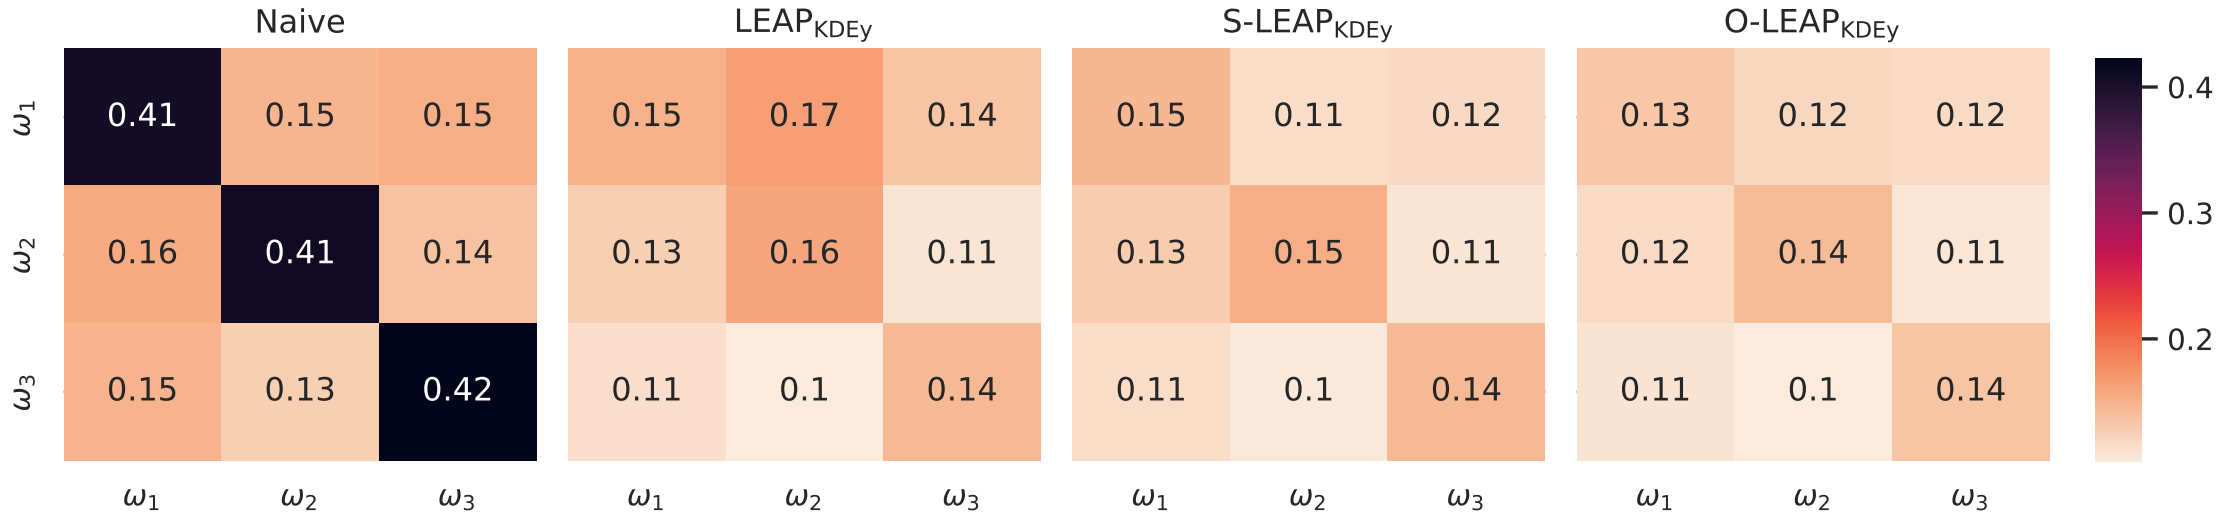 Naive LEAP_KDEy S-LEAP_KDEy O-LEAP_KDEy
ω₁ 0.41 0.15 0.15 0.15 0.17 0.14 0.15 0.11 0.12 0.13 0.12 0.12 0.4
ω₂ 0.16 0.41 0.14 0.13 0.16 0.11 0.13 0.15 0.11 0.12 0.14 0.11 0.3
ω₃ 0.15 0.13 0.42 0.11 0.1 0.14 0.11 0.1 0.14 0.11 0.1 0.14 0.2
ω₁ ω₂ ω₃ ω₁ ω₂ ω₃ ω₁ ω₂ ω₃ ω₁ ω₂ ω₃